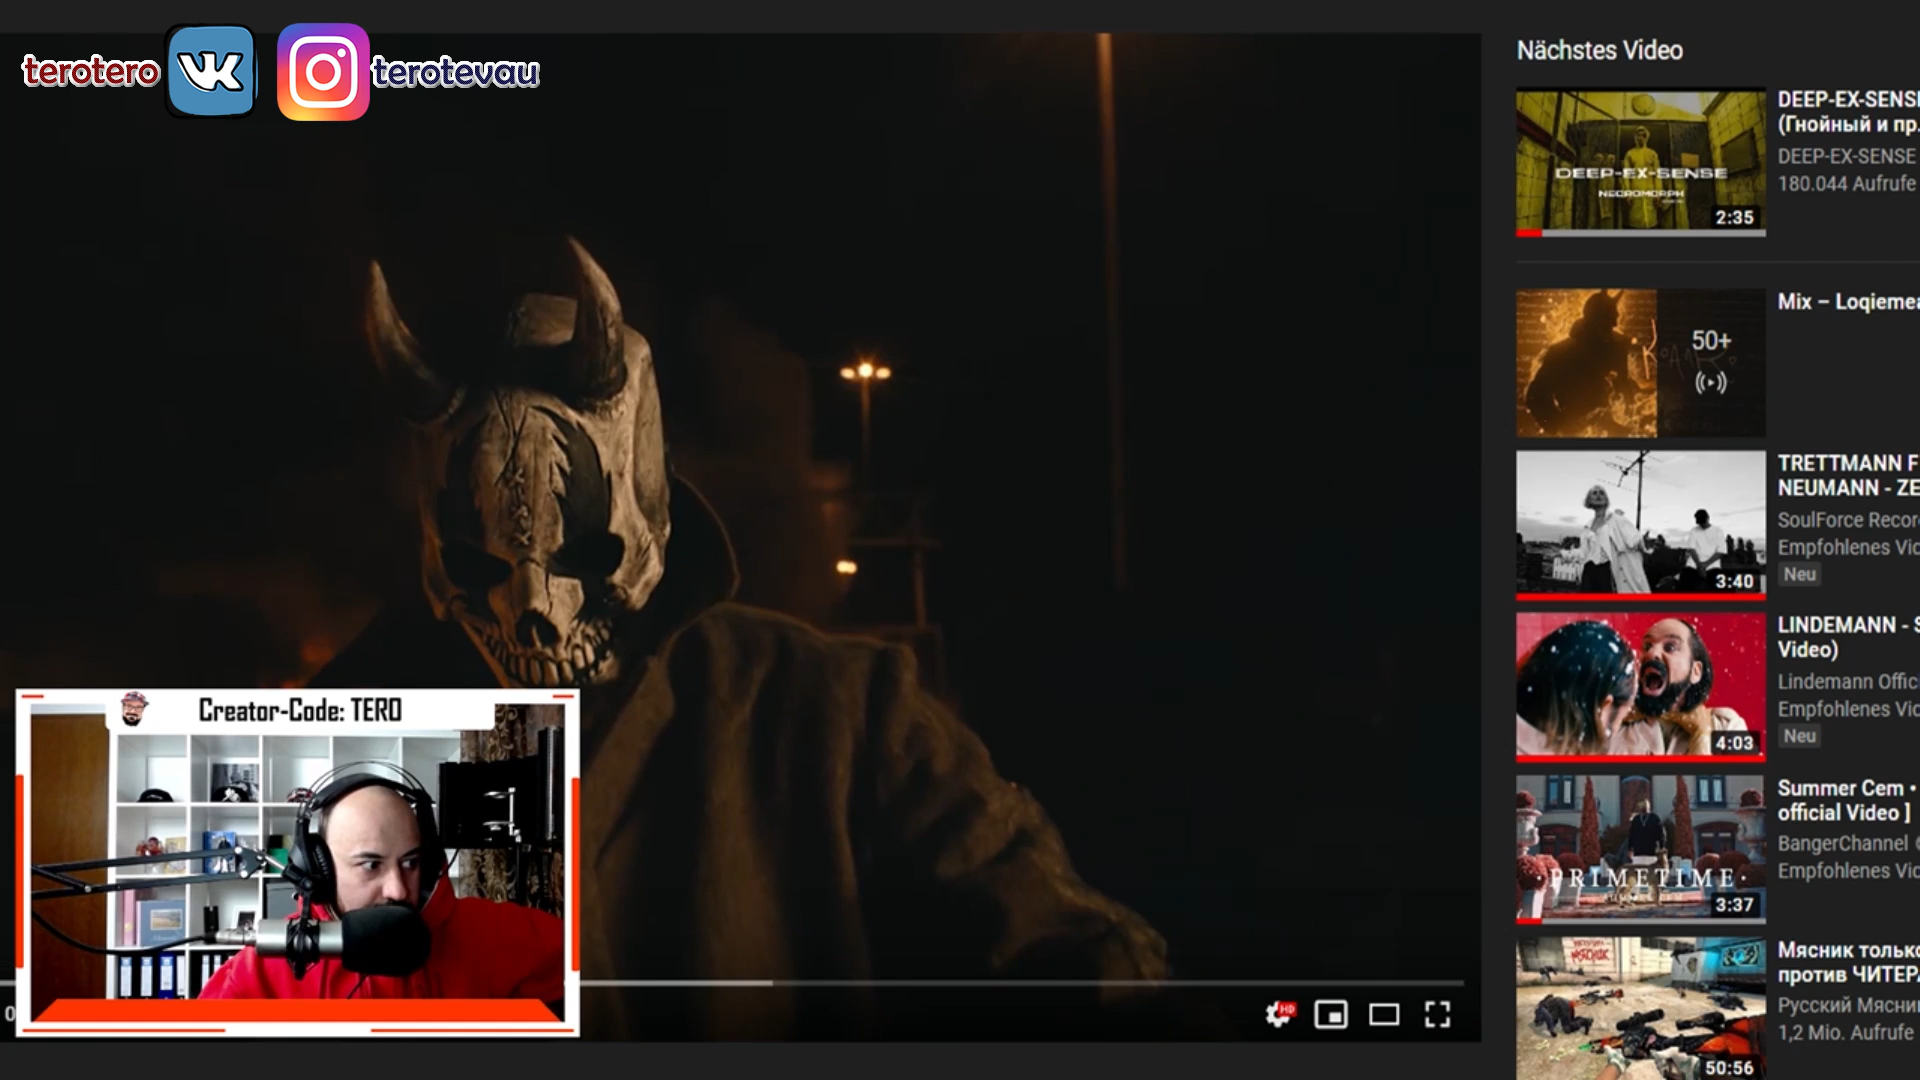 terotero
terotevau
Creator-Code: TERO
Nächstes Video
DEEP-EX-SENSE
NECROMORPH
2:35
DEEP-EX-SENS
(Гнойный и пр.
DEEP-EX-SENSE
180.044 Aufrufe
50+
Mix – Loqieme
3:40
TRETTMANN F
NEUMANN - ZE
SoulForce Recor
Empfohlenes Vic
Neu
4:03
LINDEMANN - S
Video)
Lindemann Offic
Empfohlenes Vic
Neu
PRIMETIME
3:37
Summer Cem •
official Video ]
BangerChannel
Empfohlenes Vic
50:56
Мясник тольк
против ЧИТЕР
Русский Мясни
1,2 Mio. Aufrufe
HD